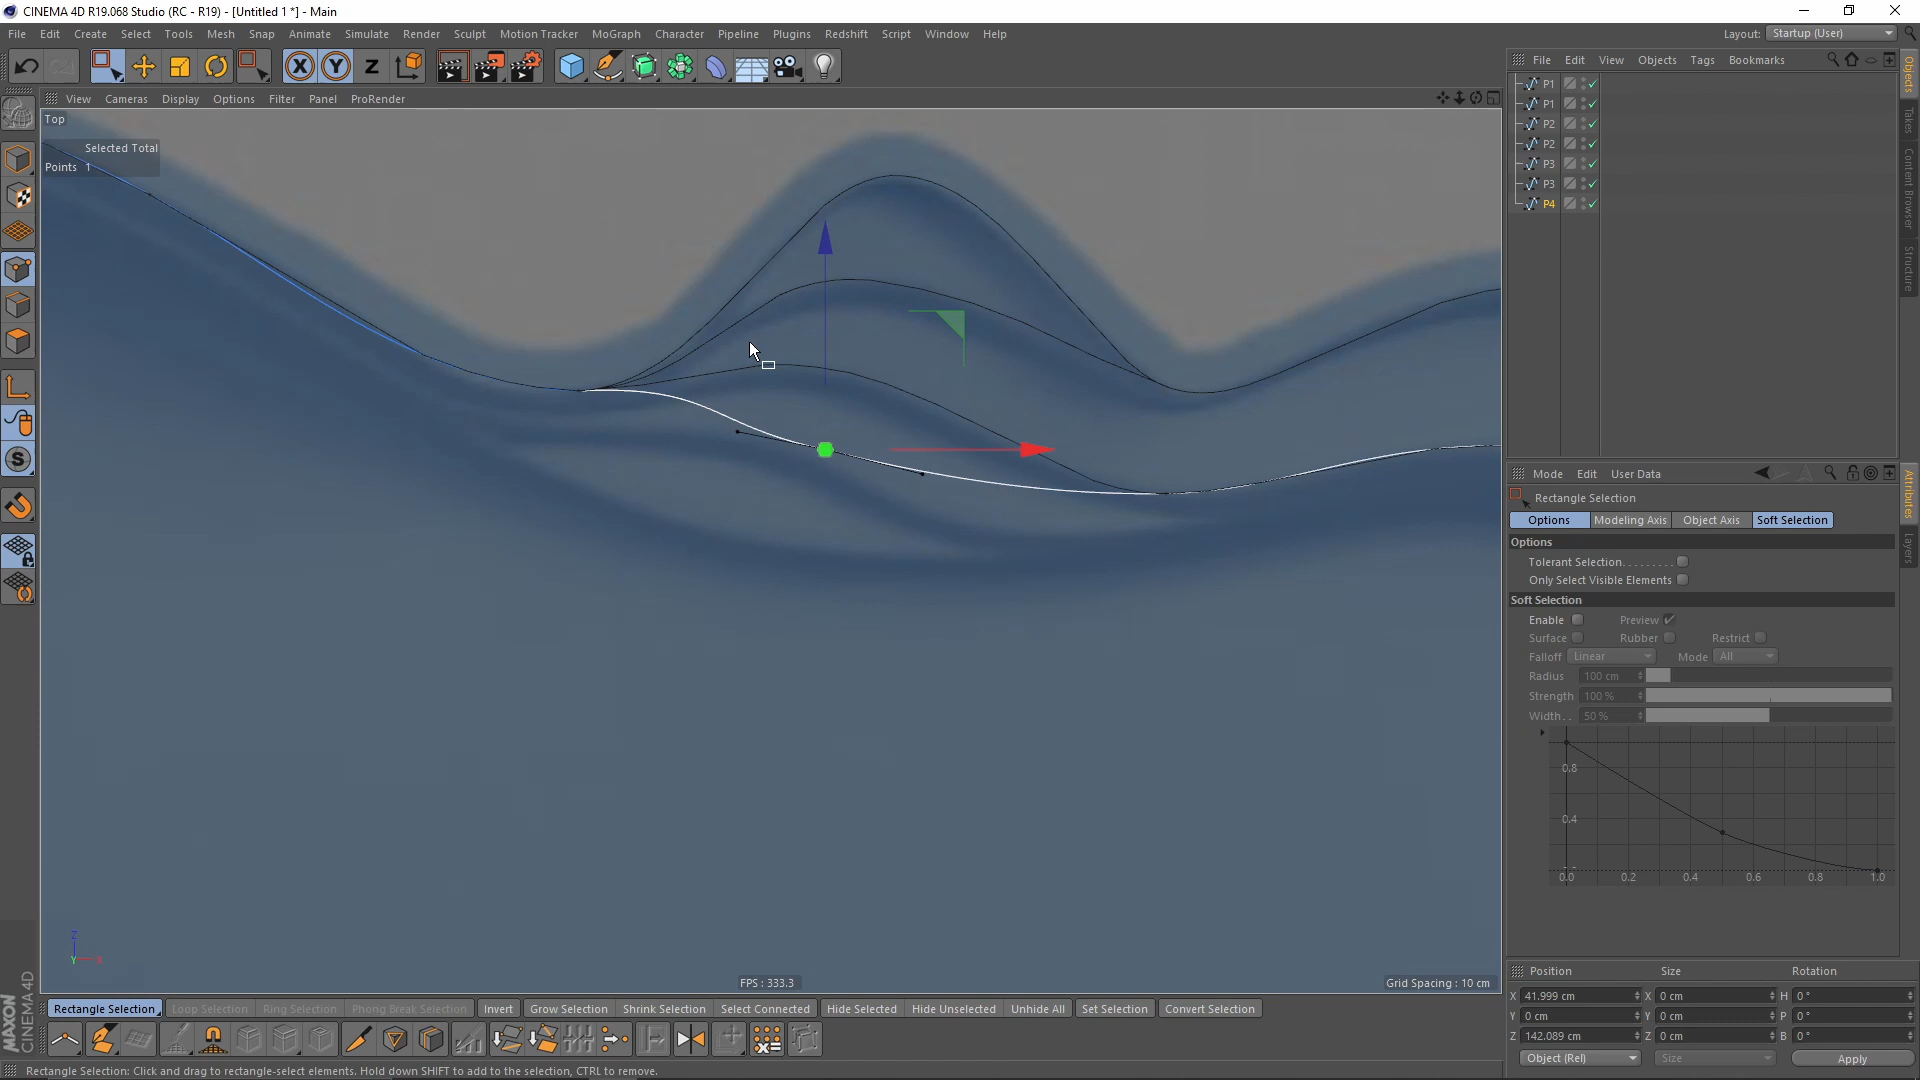 CINEMA 4D R19.068 Studio (RC - R19) - [Untitled 1 *] - Main
File Edit Create Select Tools Mesh Snap Animate Simulate Render Sculpt Motion Tracker MoGraph Character Pipeline Plugins Redshift Script Window Help
Layout: Startup (User)
X Y Z
View Cameras Display Options Filter Panel ProRender
File Edit View Objects Tags Bookmarks
Top
Selected Total
Points 1
P1
P1
P2
P2
P3
P3
P4
Objects
Takes
Content Browser
Structure
S
Mode Edit User Data
Attributes
Layers
Rectangle Selection
Options Modeling Axis Object Axis Soft Selection
Options
Tolerant Selection.........
Only Select Visible Elements
Soft Selection
Enable Preview
Surface Rubber Restrict
Falloff Linear Mode All
Radius 100 cm
Strength 100 %
Width.. 50 %
0.8
0.4
0.0 0.2 0.4 0.6 0.8 1.0
Z
Y X
FPS : 333.3
Grid Spacing : 10 cm
Rectangle Selection Loop Selection Ring Selection Phong Break Selection Invert Grow Selection Shrink Selection Select Connected Hide Selected Hide Unselected Unhide All Set Selection Convert Selection
Position Size Rotation
X 41.999 cm X 0 cm H 0 °
Y 0 cm Y 0 cm P 0 °
Z 142.089 cm Z 0 cm B 0 °
Object (Rel) Size Apply
MAXON
CINEMA 4D
Rectangle Selection: Click and drag to rectangle-select elements. Hold down SHIFT to add to the selection, CTRL to remove.